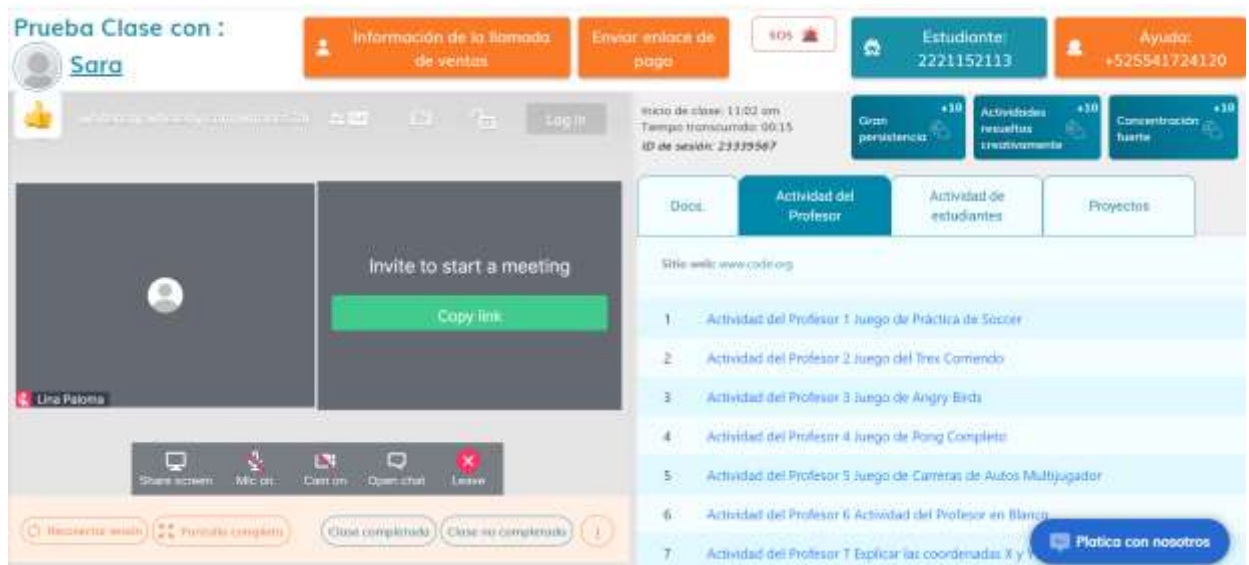 Prueba Clase con :
Sara
Información de la llamada
de ventas
Enviar enlace de
pago
SOS
Estudiante:
2221152113
Ayuda:
+525541724120
Log In
Inicio de clase: 11:02 am
Tiempo transcurrido: 00:15
ID de sesión: 23339567
Gran
persistencia
+10
Actividades
resueltas
creativamente
+10
Concentración
fuerte
+10
Invite to start a meeting
Copy link
Lina Paloma
Share screen
Mic on
Cam on
Open chat
Leave
Reconectar sesión
Pantalla completa
Clase completada
Clase no completada
Docs.
Actividad del
Profesor
Actividad de
estudiantes
Proyectos
Sitio web: www.code.org
1 Actividad del Profesor 1 Juego de Práctica de Soccer
2 Actividad del Profesor 2 Juego del Trex Corriendo
3 Actividad del Profesor 3 Juego de Angry Birds
4 Actividad del Profesor 4 Juego de Pong Completo
5 Actividad del Profesor 5 Juego de Carreras de Autos Multijugador
6 Actividad del Profesor 6 Actividad del Profesor en Blanco
7 Actividad del Profesor 7 Explicar las coordenadas X y Y
Platica con nosotros